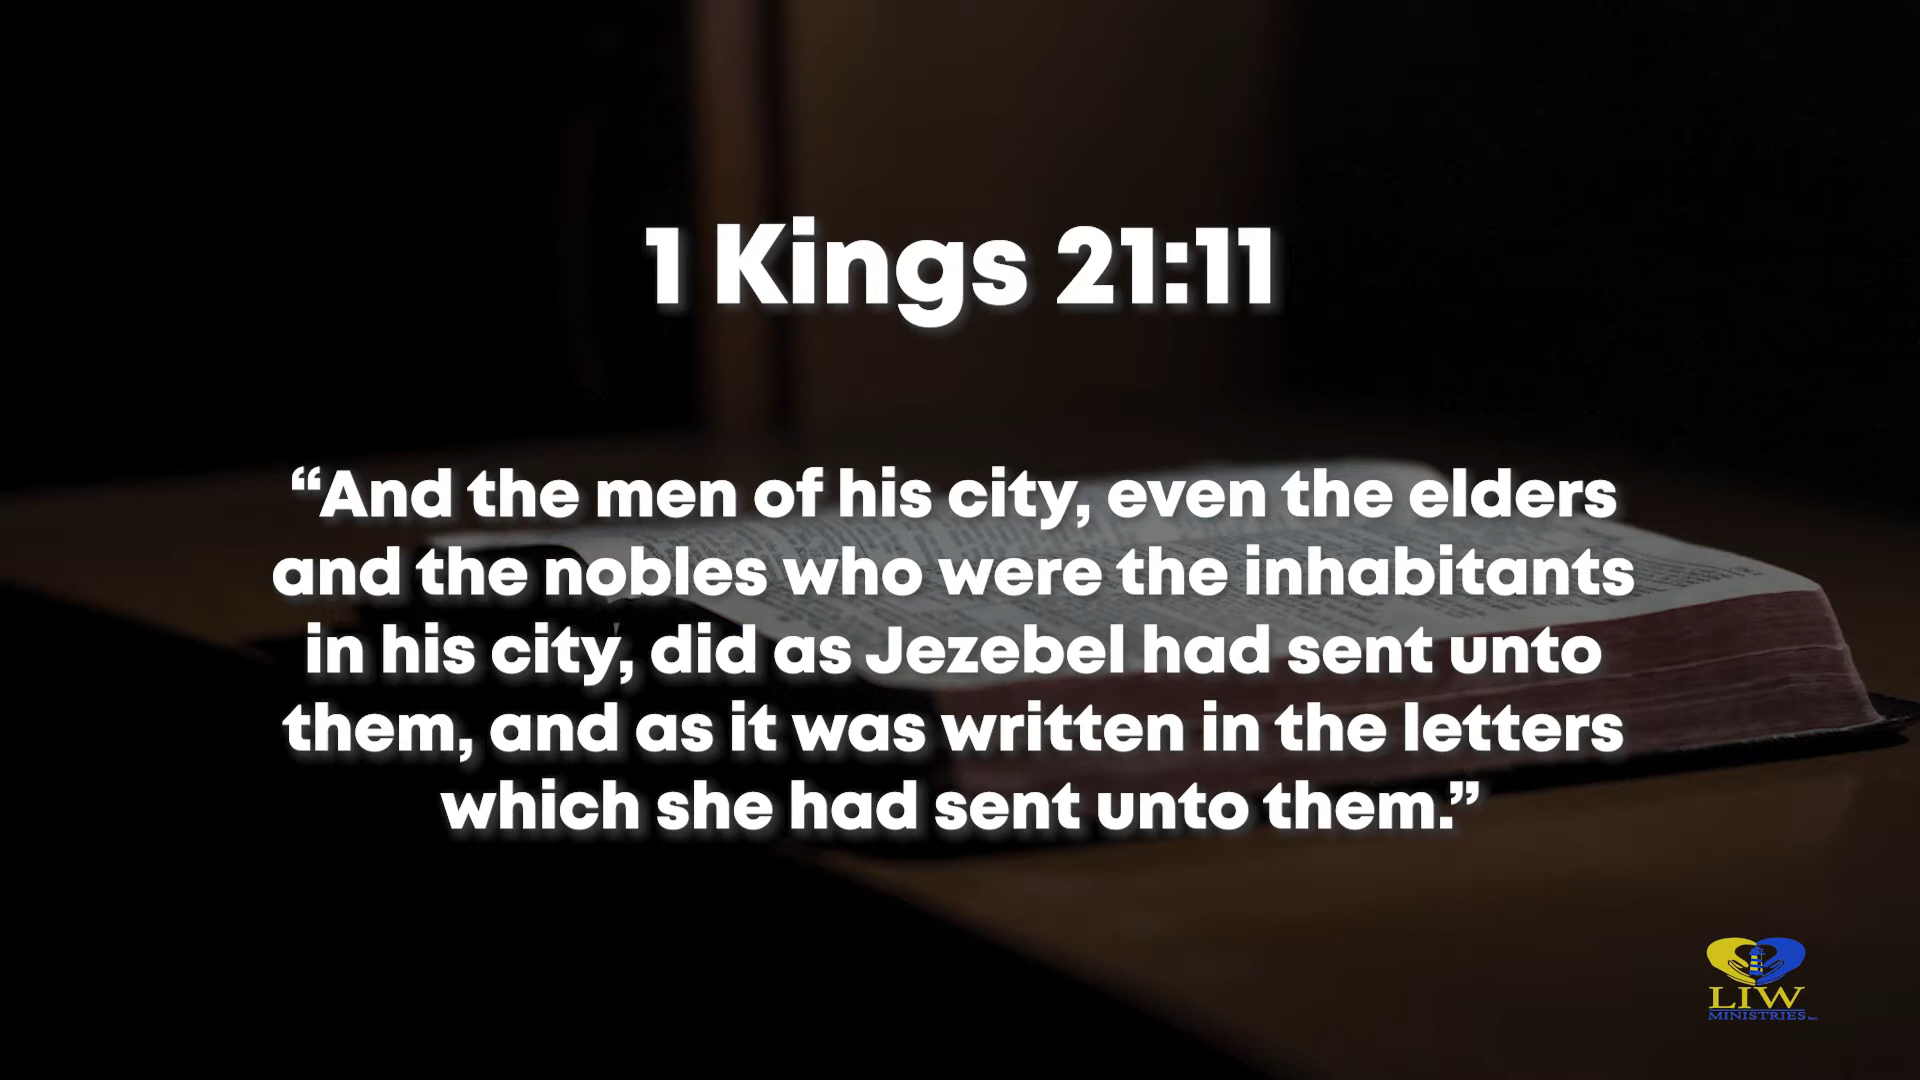 1 Kings 21:11
“And the men of his city, even the elders
and the nobles who were the inhabitants
in his city, did as Jezebel had sent unto
them, and as it was written in the letters
which she had sent unto them.”
LIW
MINISTRIES